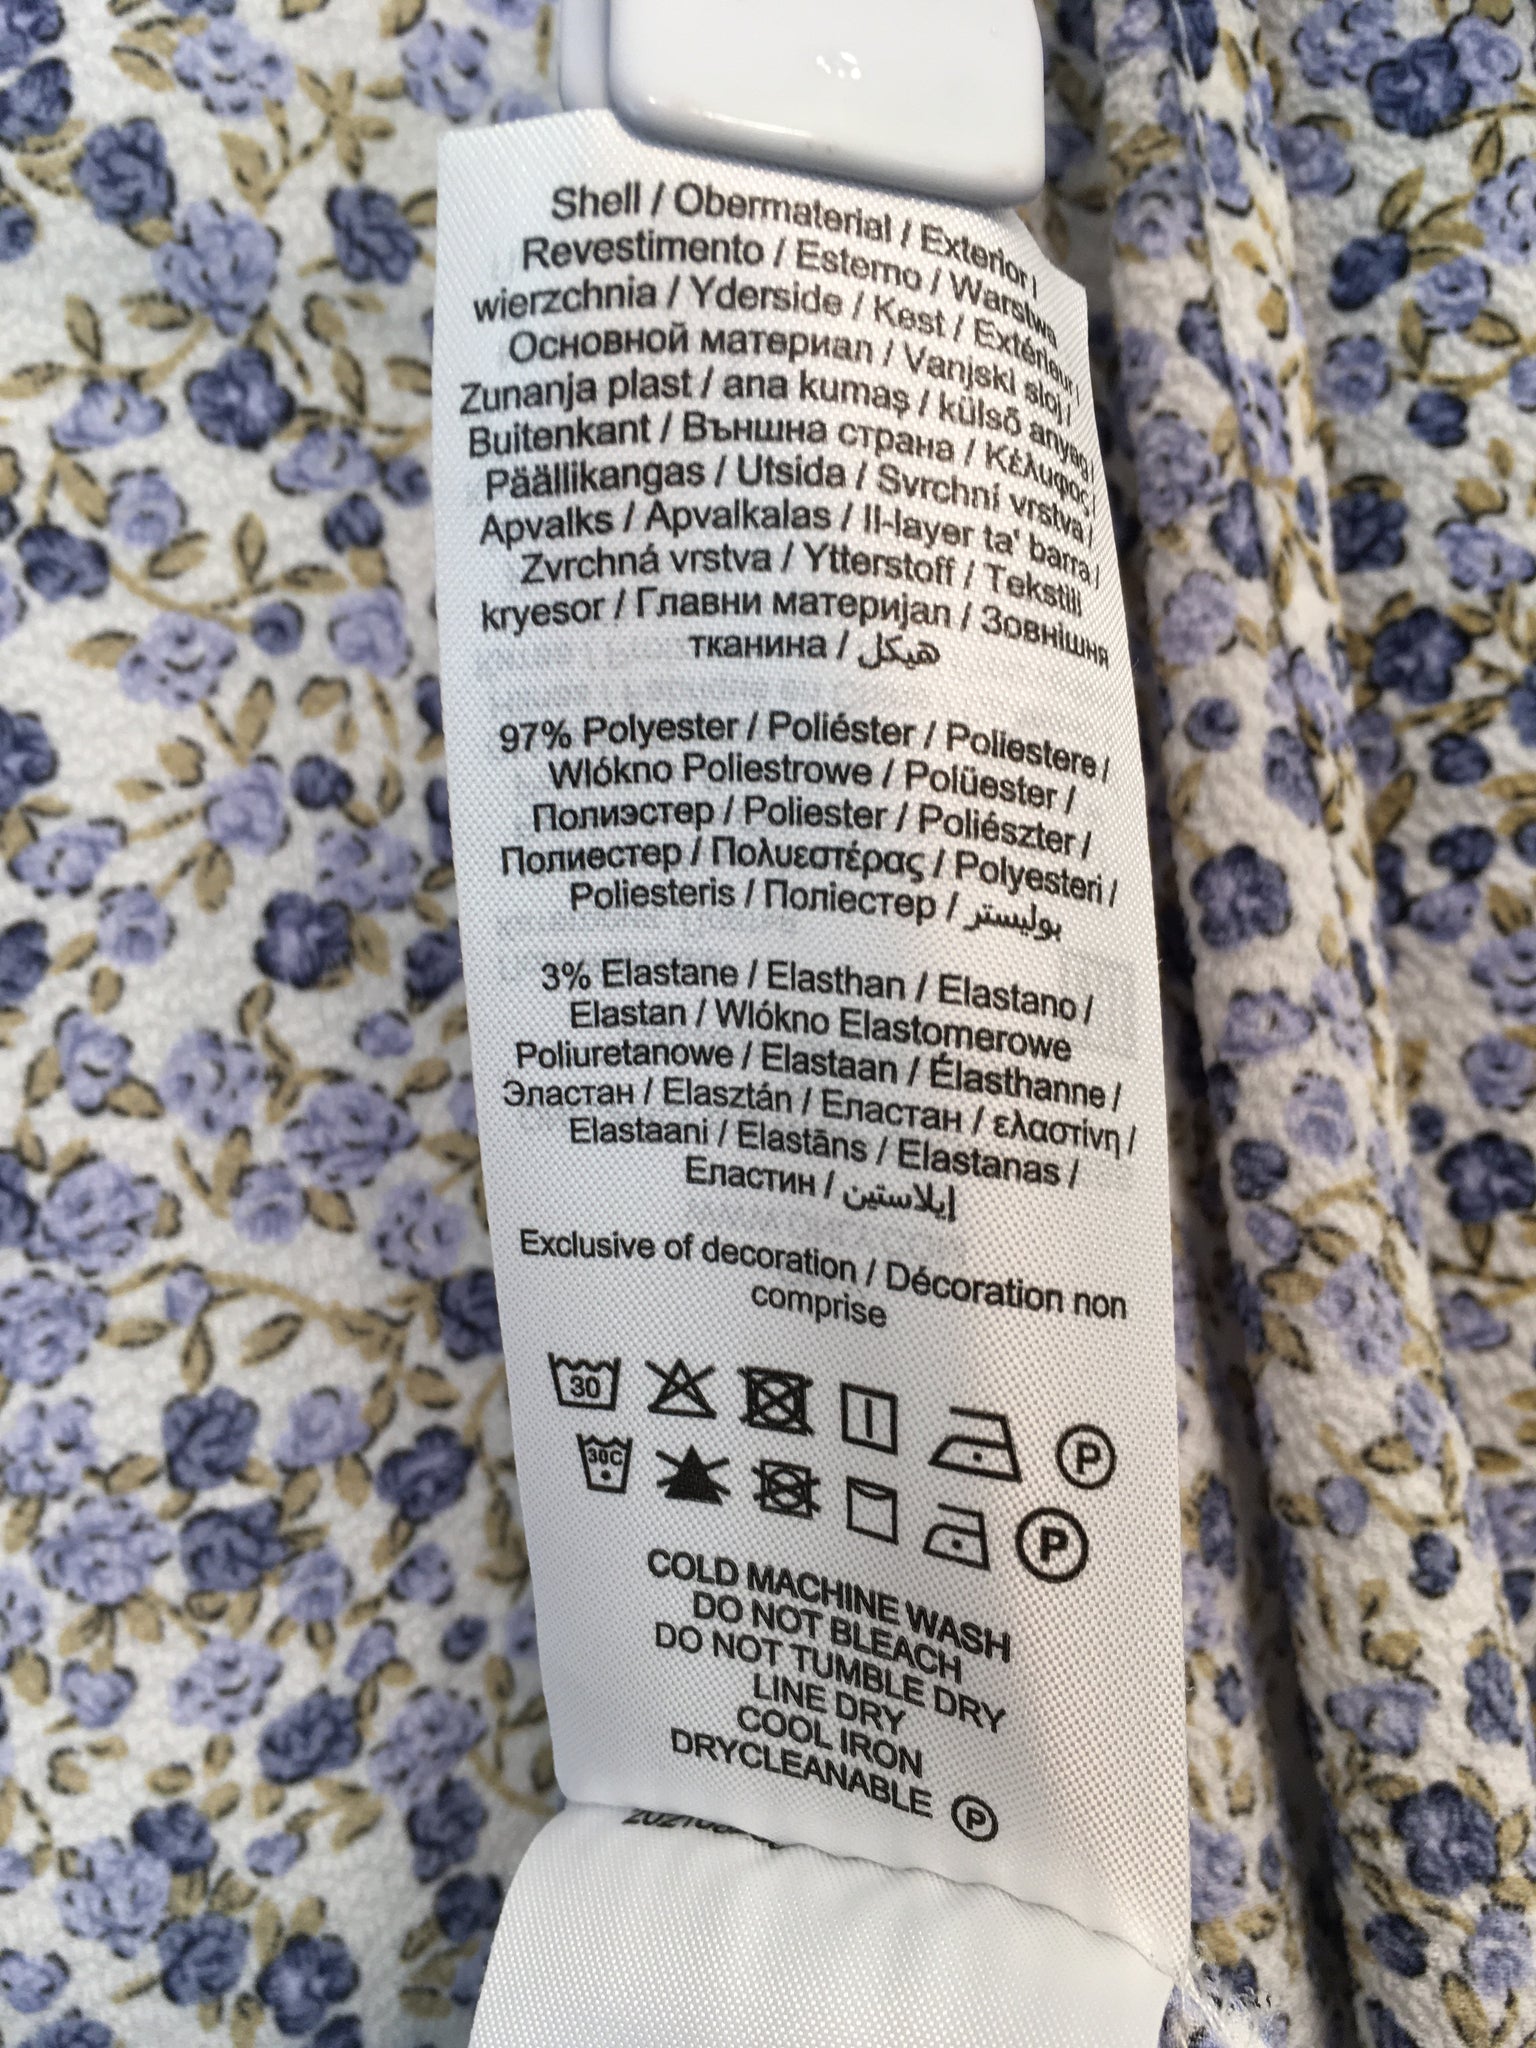 Shell / Obermaterial / Exterior /
Revestimento / Esterno / Warstwa
wierzchnia / Yderside / Kest / Extérieur /
Основной материал / Vanjski sloj /
Zunanja plast / ana kumaş / külső anyag /
Buitenkant / Външна страна / Κέλυφος /
Päällikangas / Utsida / Svrchní vrstva /
Apvalks / Apvalkalas / Il-layer ta' barra /
Zvrchná vrstva / Ytterstoff / Tekstili
kryesor / Главни материјал / Зовнішня
тканина / هيكل
97% Polyester / Poliéster / Poliestere /
Wlókno Poliestrowe / Polüester /
Полиэстер / Poliester / Poliészter /
Полиестер / Πολυεστέρας / Polyesteri /
Poliesteris / Поліестер / بوليستر
3% Elastane / Elasthan / Elastano /
Elastan / Wlókno Elastomerowe
Poliuretanowe / Elastaan / Élasthanne /
Эластан / Elasztán / Еластан / ελαστίνη /
Elastaani / Elastāns / Elastanas /
Еластин / إيلاستين
Exclusive of decoration / Décoration non
comprise
30 P
30C P
COLD MACHINE WASH
DO NOT BLEACH
DO NOT TUMBLE DRY
LINE DRY
COOL IRON
DRYCLEANABLE P